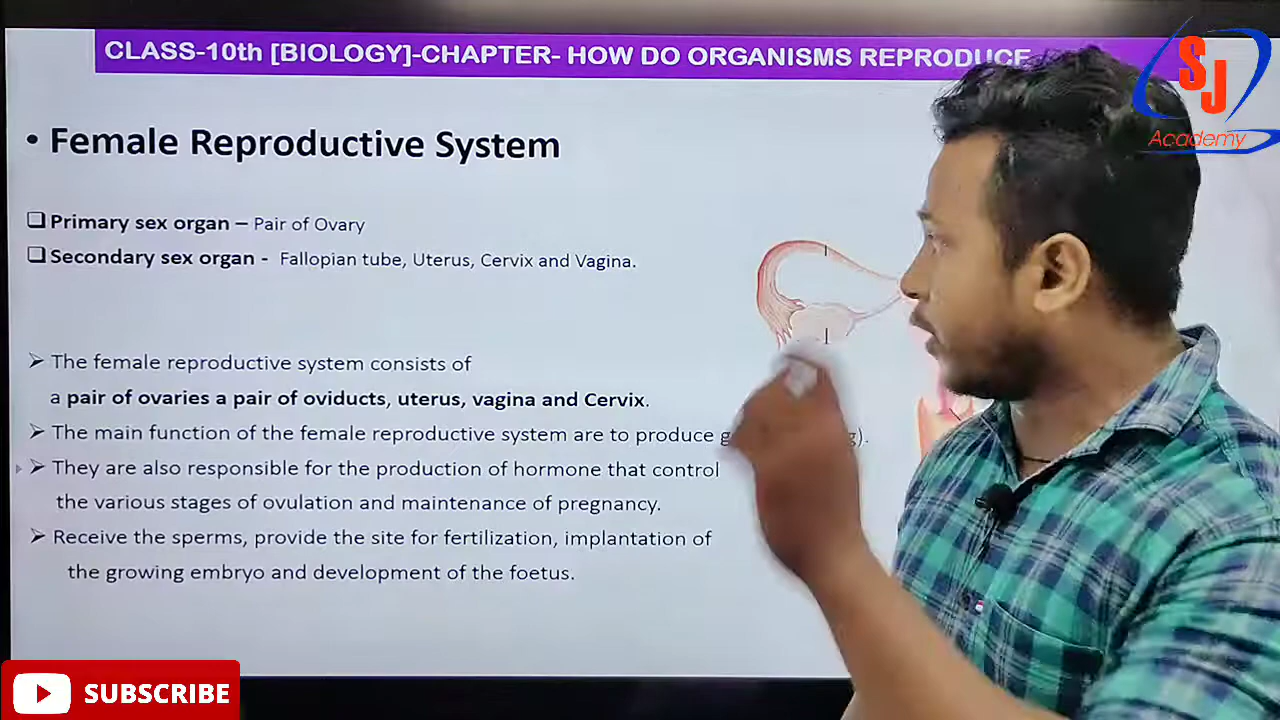 CLASS-10th [BIOLOGY]-CHAPTER- HOW DO ORGANISMS REPRODUCE
SJ
Academy
• Female Reproductive System
❑ Primary sex organ – Pair of Ovary
❑ Secondary sex organ - Fallopian tube, Uterus, Cervix and Vagina.
➢ The female reproductive system consists of
a pair of ovaries a pair of oviducts, uterus, vagina and Cervix.
➢ The main function of the female reproductive system are to produce
➢ They are also responsible for the production of hormone that control
the various stages of ovulation and maintenance of pregnancy.
➢ Receive the sperms, provide the site for fertilization, implantation of
the growing embryo and development of the foetus.
SUBSCRIBE